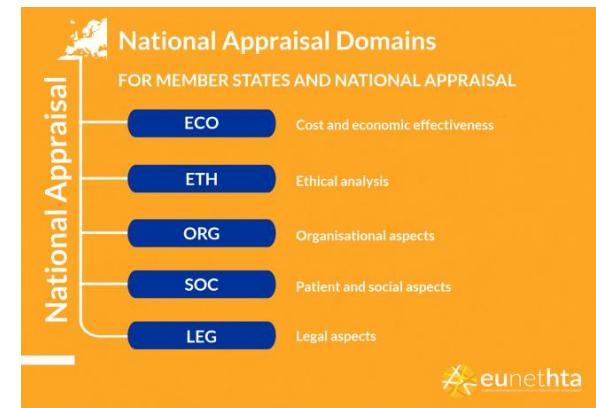 National Appraisal Domains
FOR MEMBER STATES AND NATIONAL APPRAISAL
National Appraisal
ECO Cost and economic effectiveness
ETH Ethical analysis
ORG Organisational aspects
SOC Patient and social aspects
LEG Legal aspects
eunethta